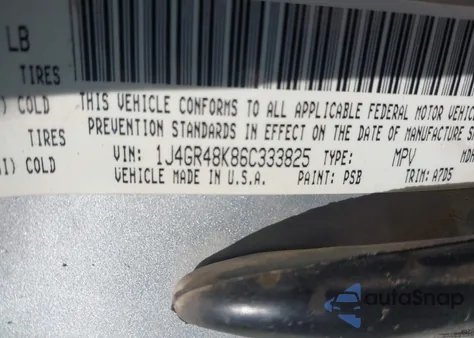 LB
TIRES
) COLD
TIRES
I) COLD
THIS VEHICLE CONFORMS TO ALL APPLICABLE FEDERAL MOTOR VEHIC
PREVENTION STANDARDS IN EFFECT ON THE DATE OF MANUFACTURE
VIN: 1J4GR48K86C333825 TYPE: MPV MDH
VEHICLE MADE IN U.S.A. PAINT: PSB TRIM: A7D5
autoSnap